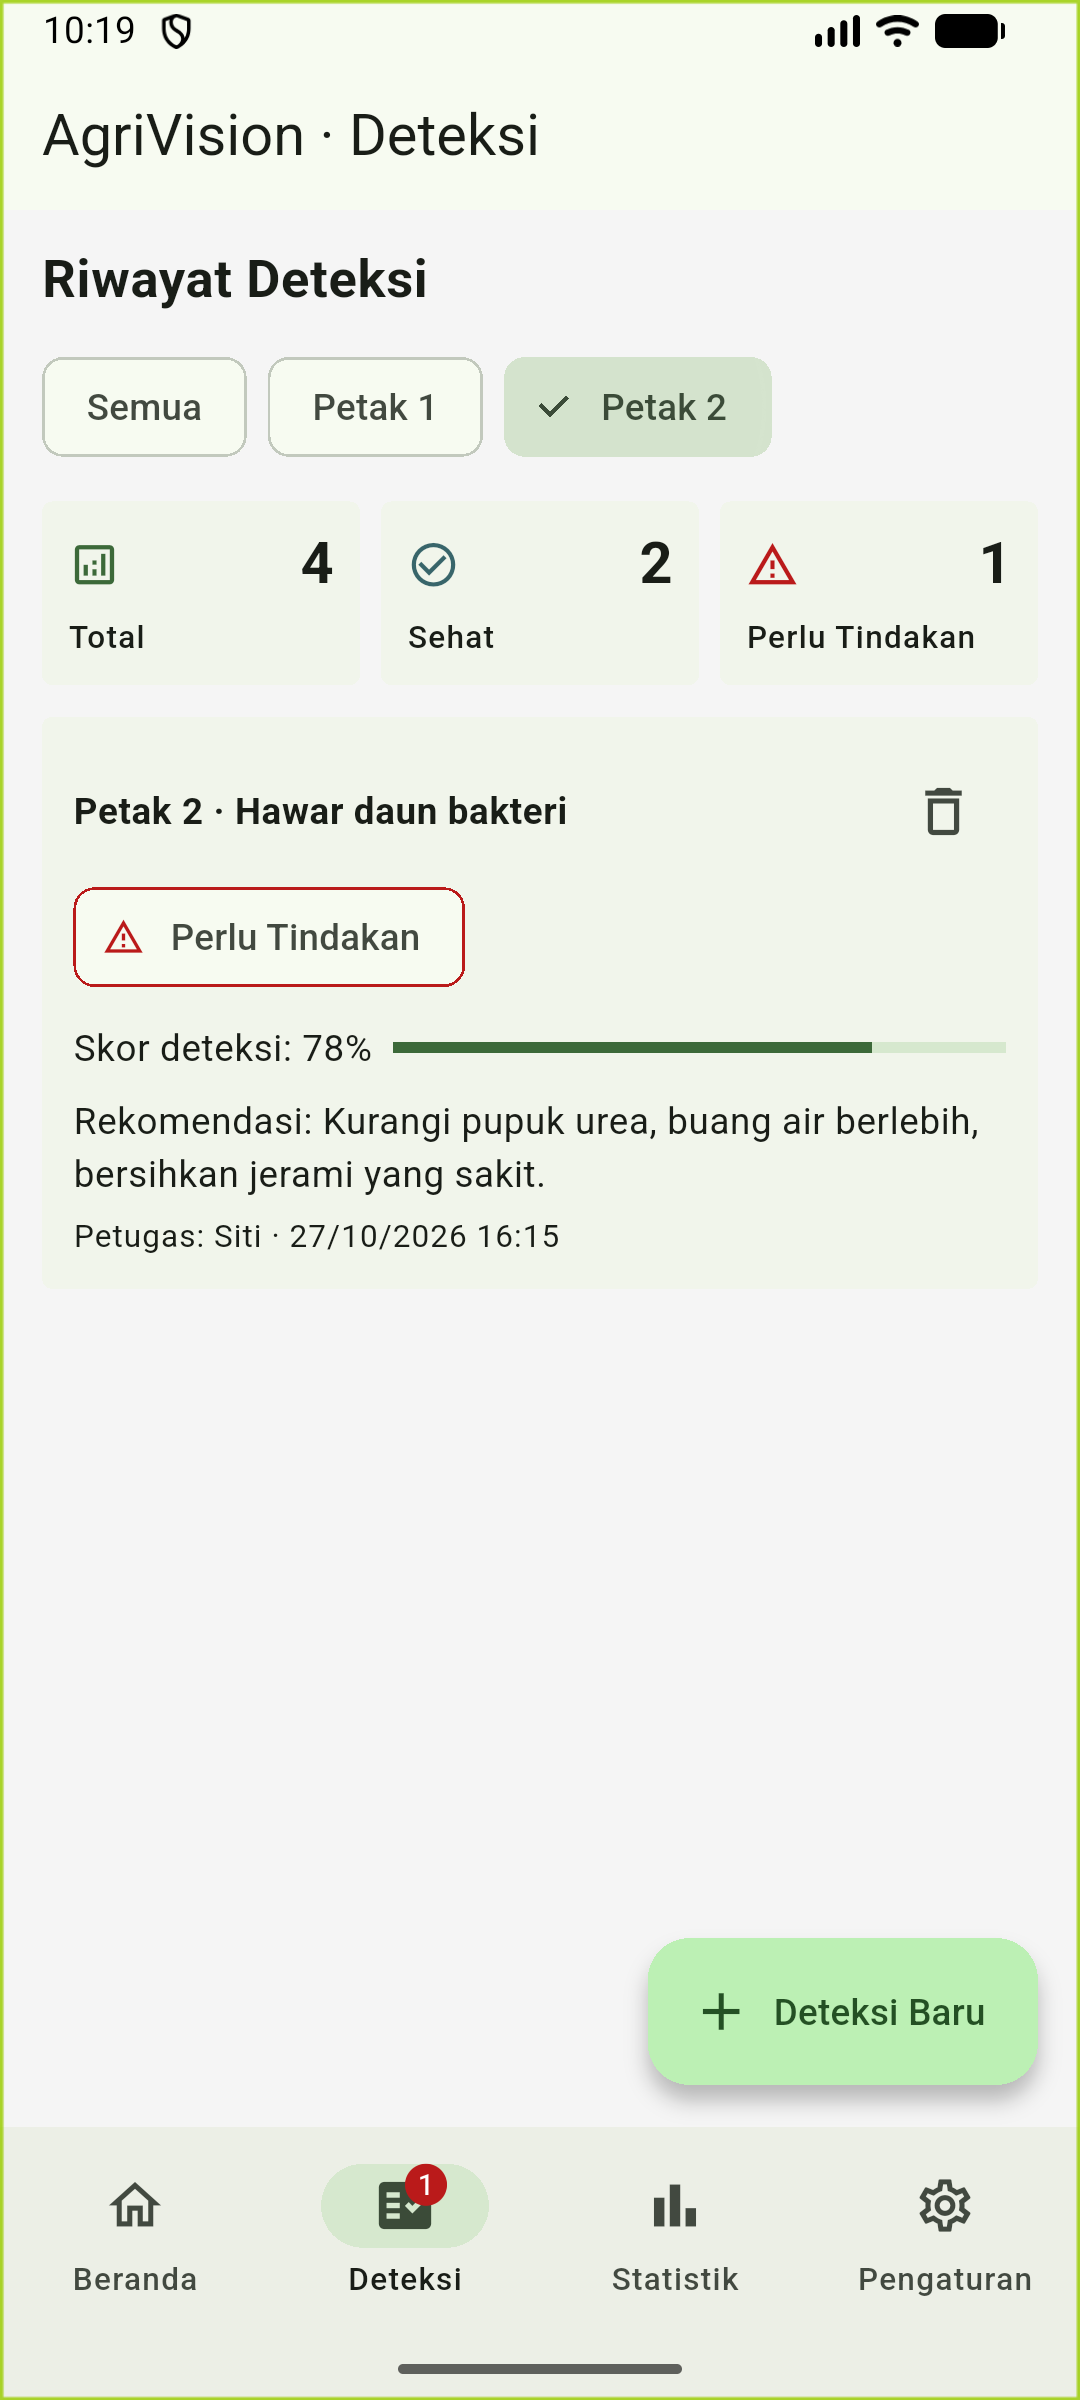 10:19
AgriVision · Deteksi
Riwayat Deteksi
Semua
Petak 1
Petak 2
4
Total
2
Sehat
1
Perlu Tindakan
Petak 2 · Hawar daun bakteri
Perlu Tindakan
Skor deteksi: 78%
Rekomendasi: Kurangi pupuk urea, buang air berlebih,
bersihkan jerami yang sakit.
Petugas: Siti · 27/10/2026 16:15
Deteksi Baru
1
Beranda
Deteksi
Statistik
Pengaturan